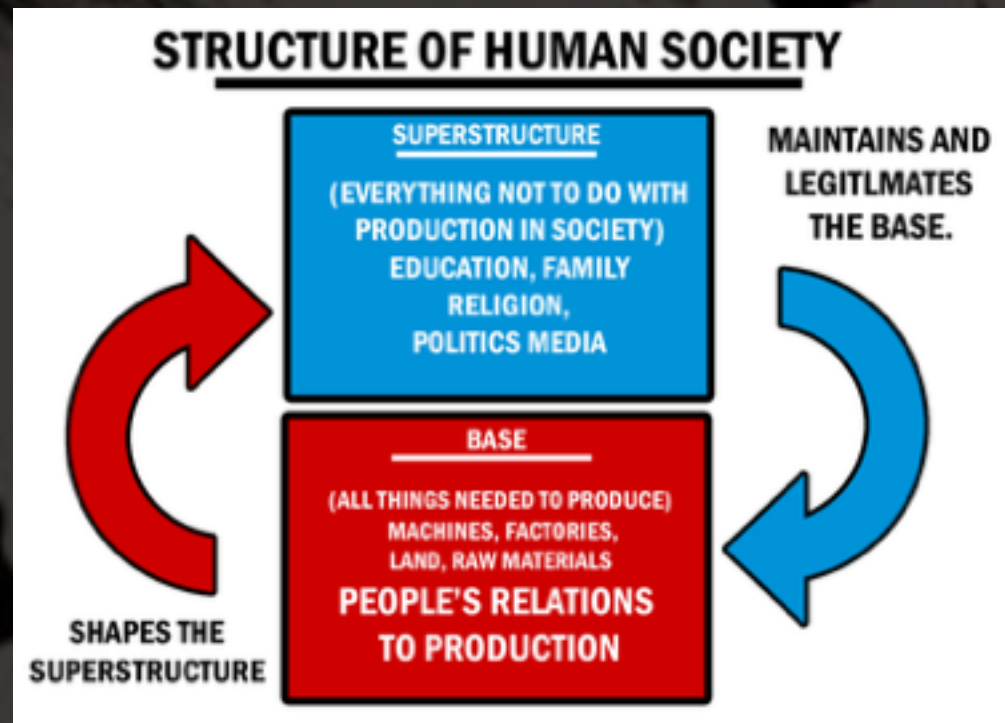 STRUCTURE OF HUMAN SOCIETY
SUPERSTRUCTURE
(EVERYTHING NOT TO DO WITH
PRODUCTION IN SOCIETY)
EDUCATION, FAMILY
RELIGION,
POLITICS MEDIA
MAINTAINS AND
LEGITLMATES
THE BASE.
BASE
(ALL THINGS NEEDED TO PRODUCE)
MACHINES, FACTORIES,
LAND, RAW MATERIALS
PEOPLE'S RELATIONS
TO PRODUCTION
SHAPES THE
SUPERSTRUCTURE